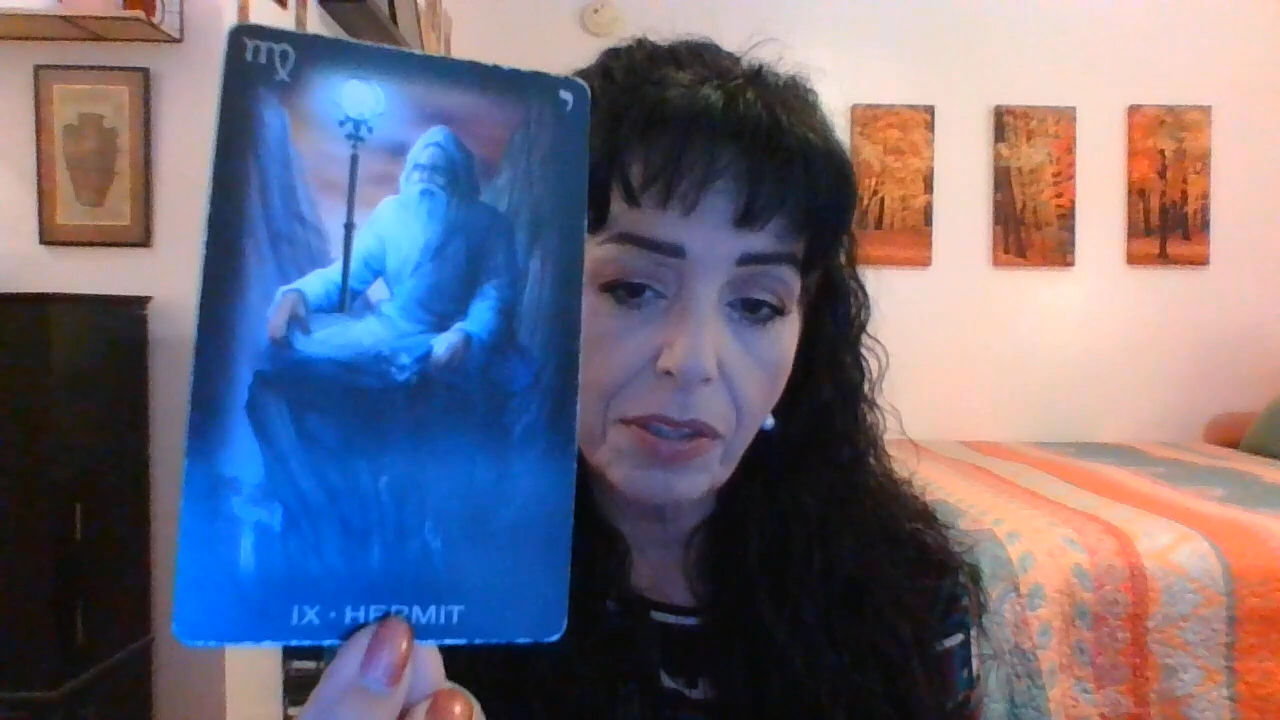 ♍ י
IX · HERMIT